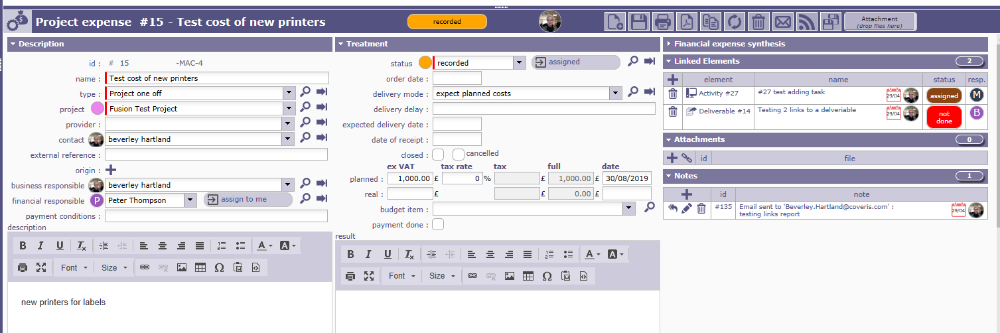 Project expense #15 - Test cost of new printers
recorded
Attachment
(drop files here)
Description
id : # 15 -MAC-4
name : Test cost of new printers
type : Project one off
project Fusion Test Project
provider :
contact beverley hartland
external reference :
origin :
business responsible beverley hartland
financial responsible P Peter Thompson assign to me
payment conditions :
description
B I U Tx A A
Font Size Ω
new printers for labels
Treatment
status recorded assigned
order date :
delivery mode : expect planned costs
delivery delay :
expected delivery date :
date of receipt :
closed : cancelled
ex VAT tax rate tax full date
planned : 1,000.00 £ 0 % £ 1,000.00 £ 30/08/2019
real : £ £ 0.00 £
budget item :
payment done :
result
B I U Tx A A
Font Size Ω
Financial expense synthesis
Linked Elements 2
element name status resp.
Activity #27 #27 test adding task 29/04 assigned M
Deliverable #14 Testing 2 links to a delveriable 29/04 not done B
Attachments 0
id file
Notes 1
id note
#135 Email sent to 'Beverley.Hartland@coveris.com' : 29/04
testing links report